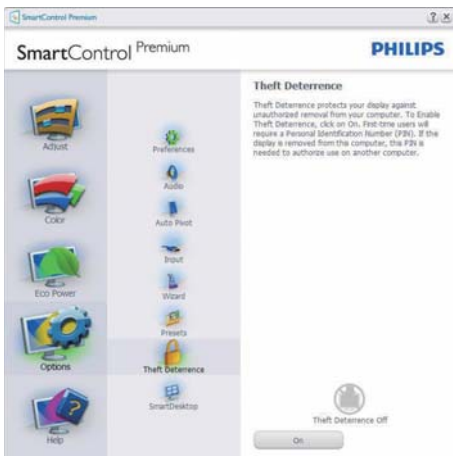 SmartControl Premium
SmartControl Premium
PHILIPS
Adjust
Color
Eco Power
Options
Help
Preferences
Audio
Auto Pivot
Input
Wizard
Presets
Theft Deterrence
SmartDesktop
Theft Deterrence
Theft Deterrence protects your display against
unauthorized removal from your computer. To Enable
Theft Deterrence, click on On. First-time users will
require a Personal Identification Number (PIN). If the
display is removed from this computer, this PIN is
needed to authorize use on another computer.
Theft Deterrence Off
On